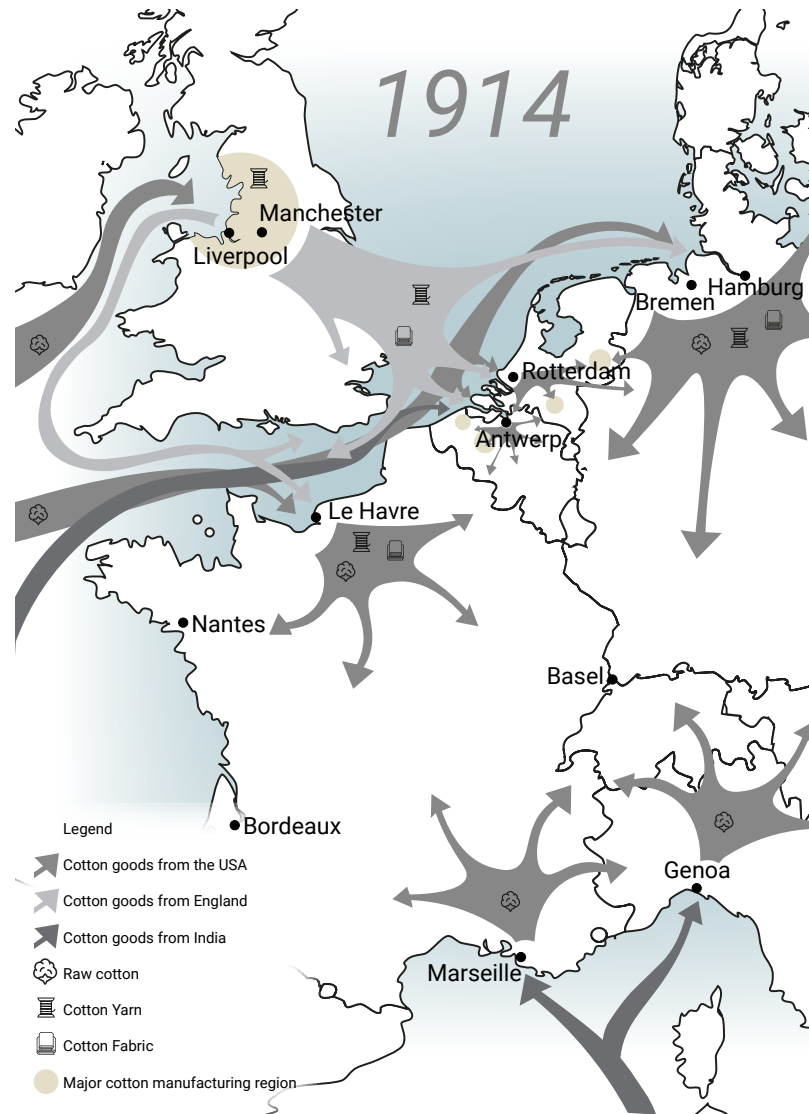 1914
Manchester
Liverpool
Hamburg
Bremen
Rotterdam
Antwerp
Le Havre
Nantes
Basel
Bordeaux
Genoa
Marseille
Legend
Cotton goods from the USA
Cotton goods from England
Cotton goods from India
Raw cotton
Cotton Yarn
Cotton Fabric
Major cotton manufacturing region